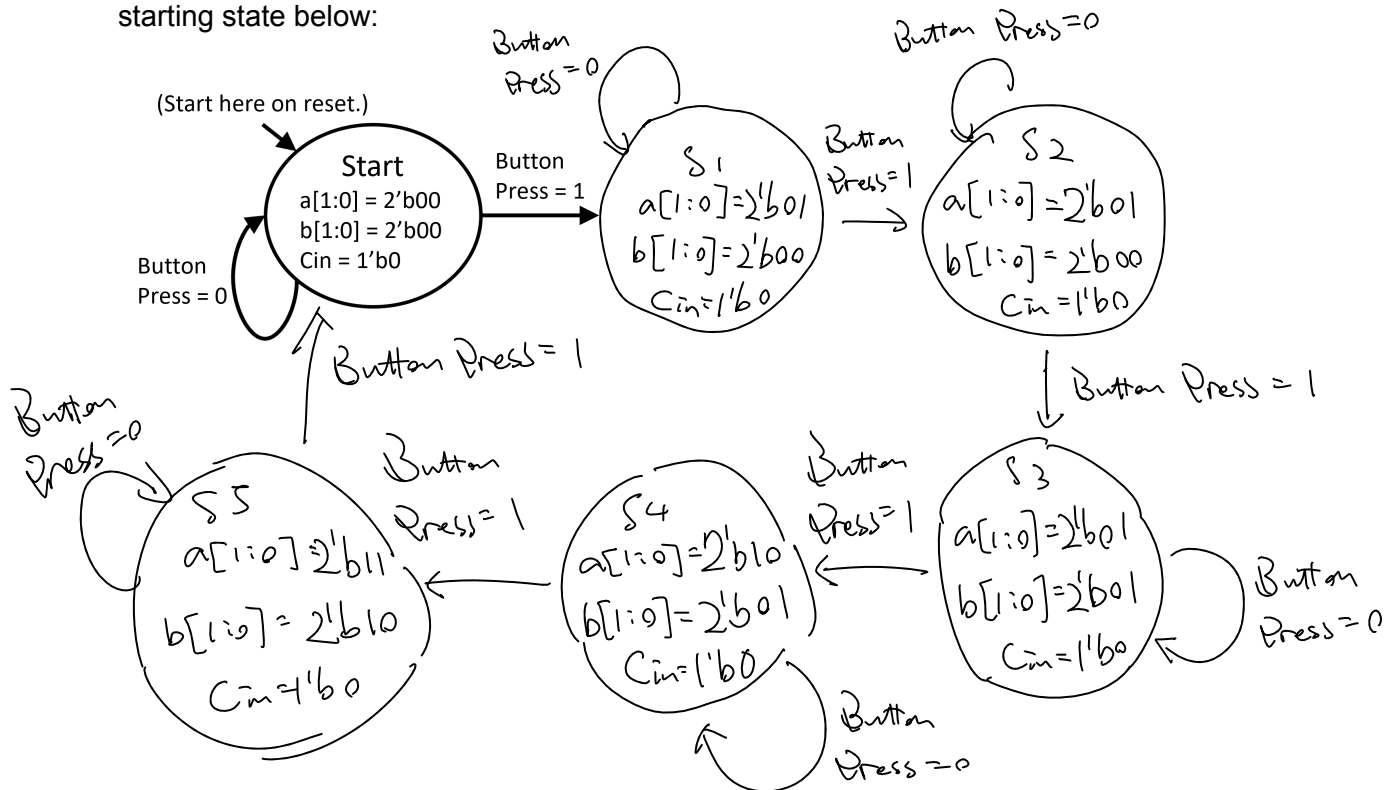 starting state below:
(Start here on reset.)
Start
a[1:0] = 2’b00
b[1:0] = 2’b00
Cin = 1’b0
Button
Press = 0
Button
Press = 1
Button
Press=0
S1
a[1:0]=2'b01
b[1:0]=2'b00
Cin=1'b0
Button
Press=1
Button Press=0
S2
a[1:0]=2'b01
b[1:0]=2'b00
Cin=1'b0
Button Press=1
S3
a[1:0]=2'b01
b[1:0]=2'b01
Cin=1'b0
Button
Press=0
Button
Press=1
S4
a[1:0]=2'b10
b[1:0]=2'b01
Cin=1'b0
Button
Press=0
Button
Press=1
S5
a[1:0]=2'b11
b[1:0]=2'b10
Cin=1'b0
Button
Press=0
Button Press=1